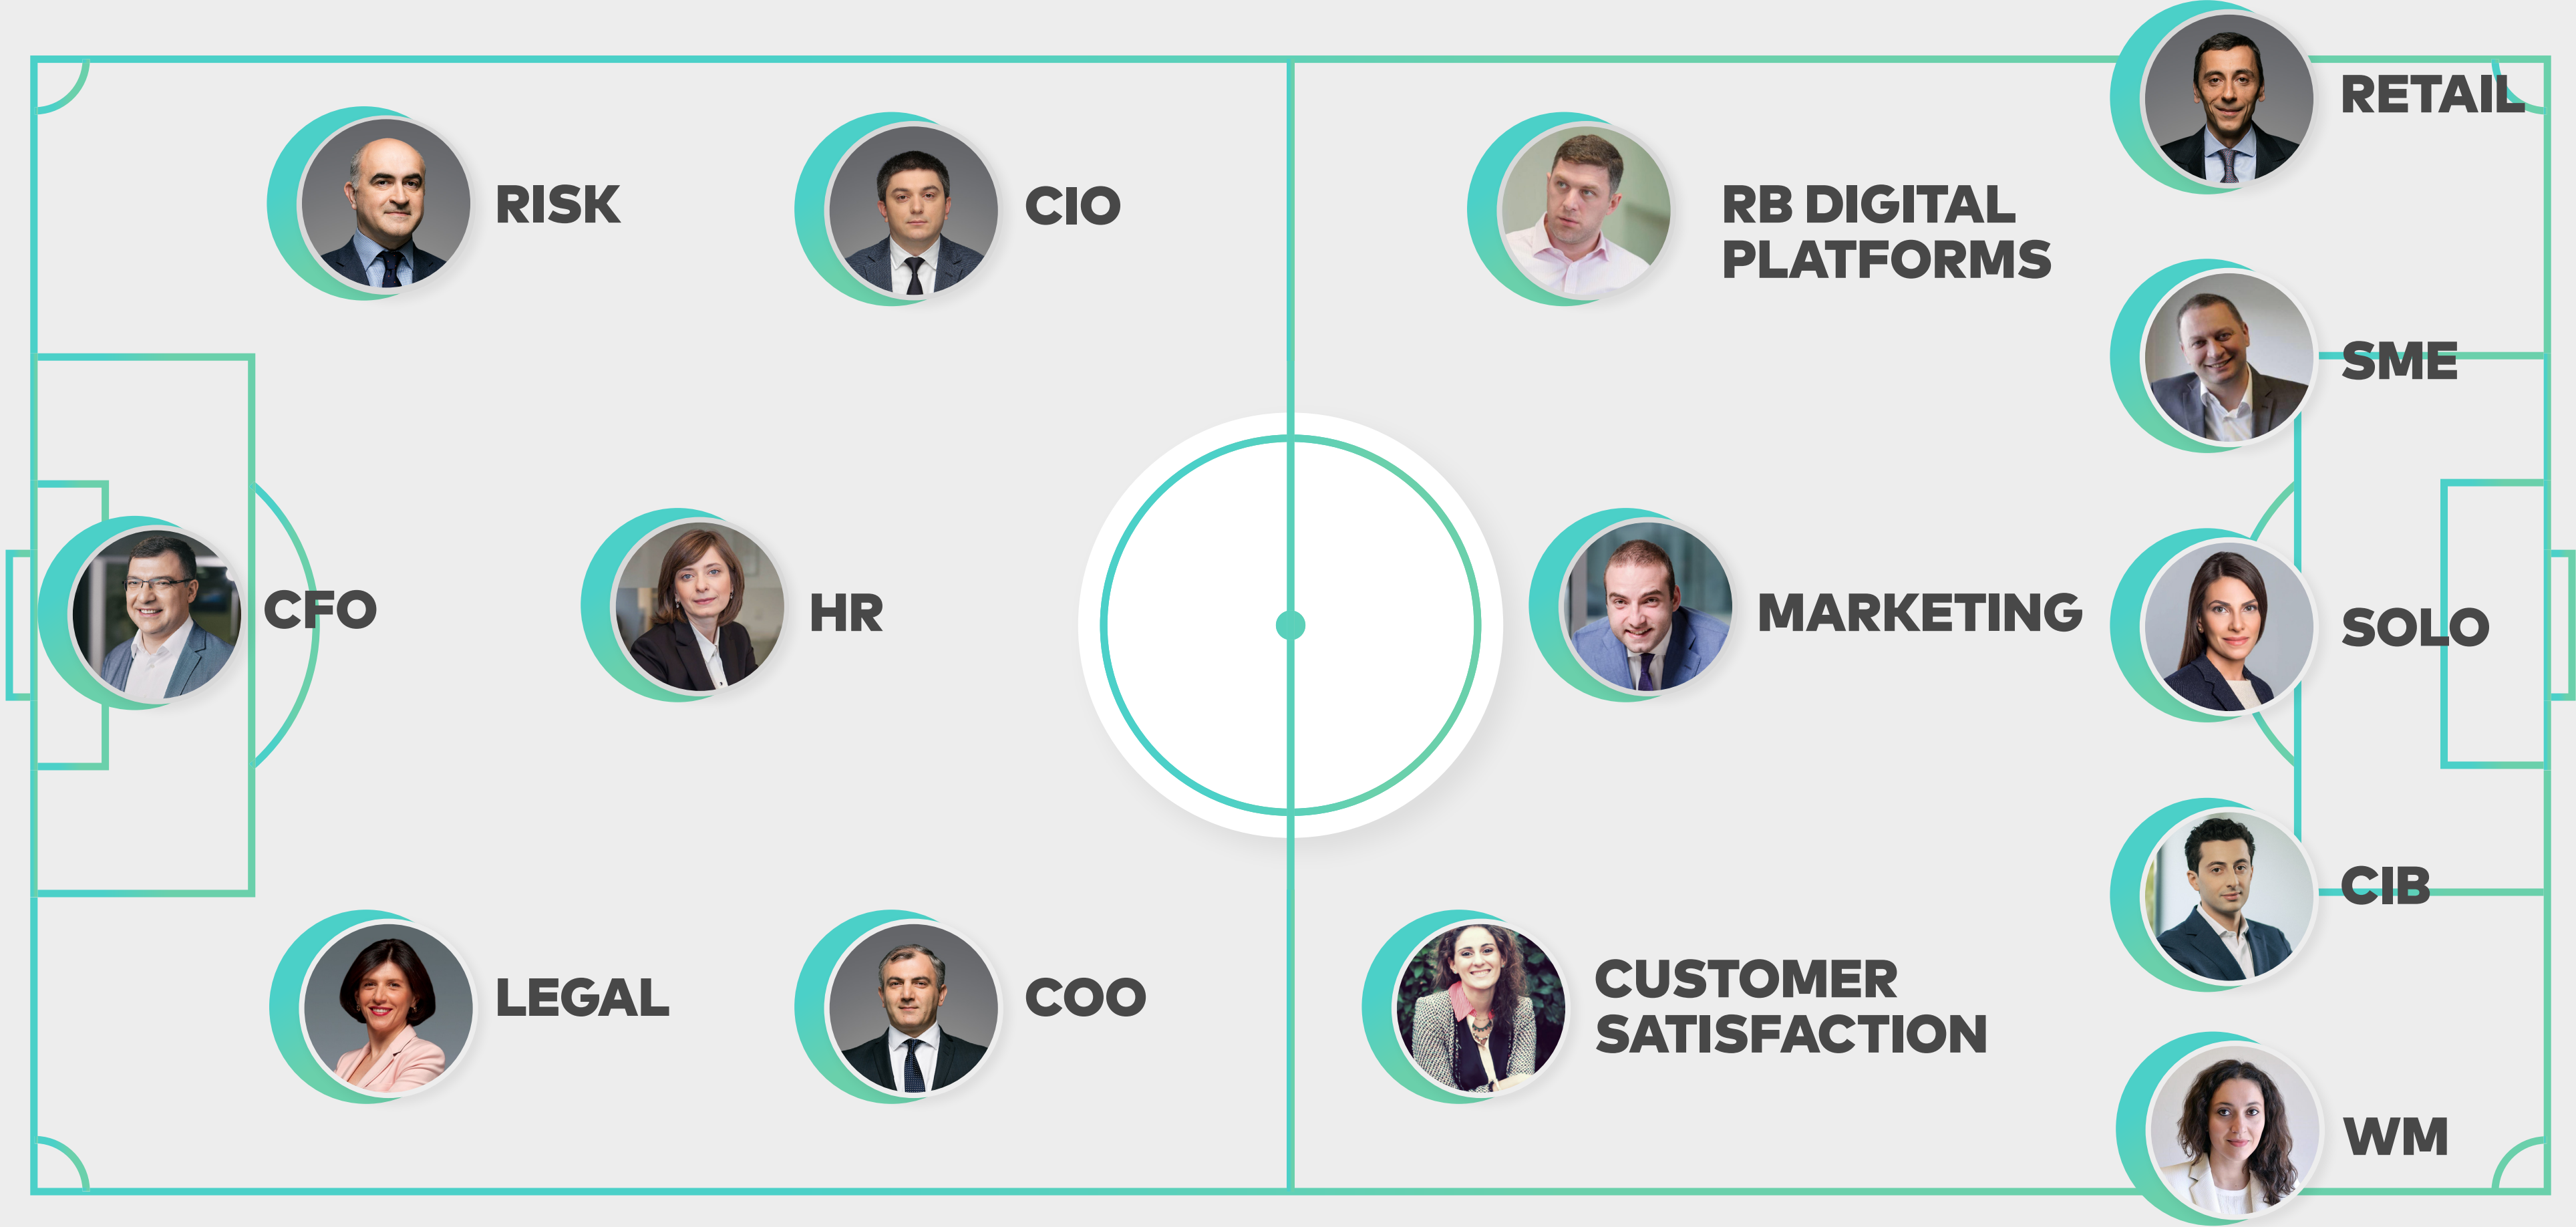 RETAIL
RISK
CIO
RB DIGITAL
PLATFORMS
SME
CFO
HR
MARKETING
SOLO
CIB
LEGAL
COO
CUSTOMER
SATISFACTION
WM